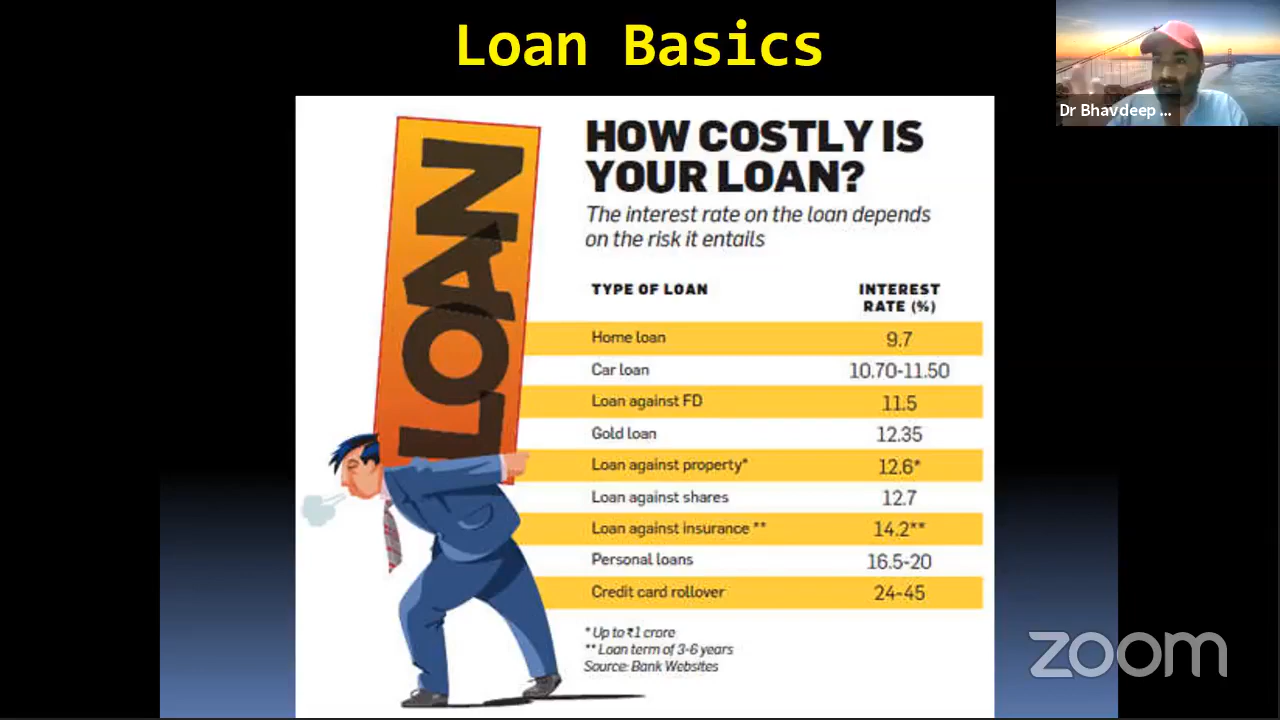 Loan Basics
Dr Bhavdeep ...
LOAN
HOW COSTLY IS
YOUR LOAN?
The interest rate on the loan depends
on the risk it entails
TYPE OF LOAN INTEREST
RATE (%)
Home loan 9.7
Car loan 10.70-11.50
Loan against FD 11.5
Gold loan 12.35
Loan against property* 12.6*
Loan against shares 12.7
Loan against insurance ** 14.2**
Personal loans 16.5-20
Credit card rollover 24-45
* Up to ₹1 crore
** Loan term of 3-6 years
Source: Bank Websites
zoom